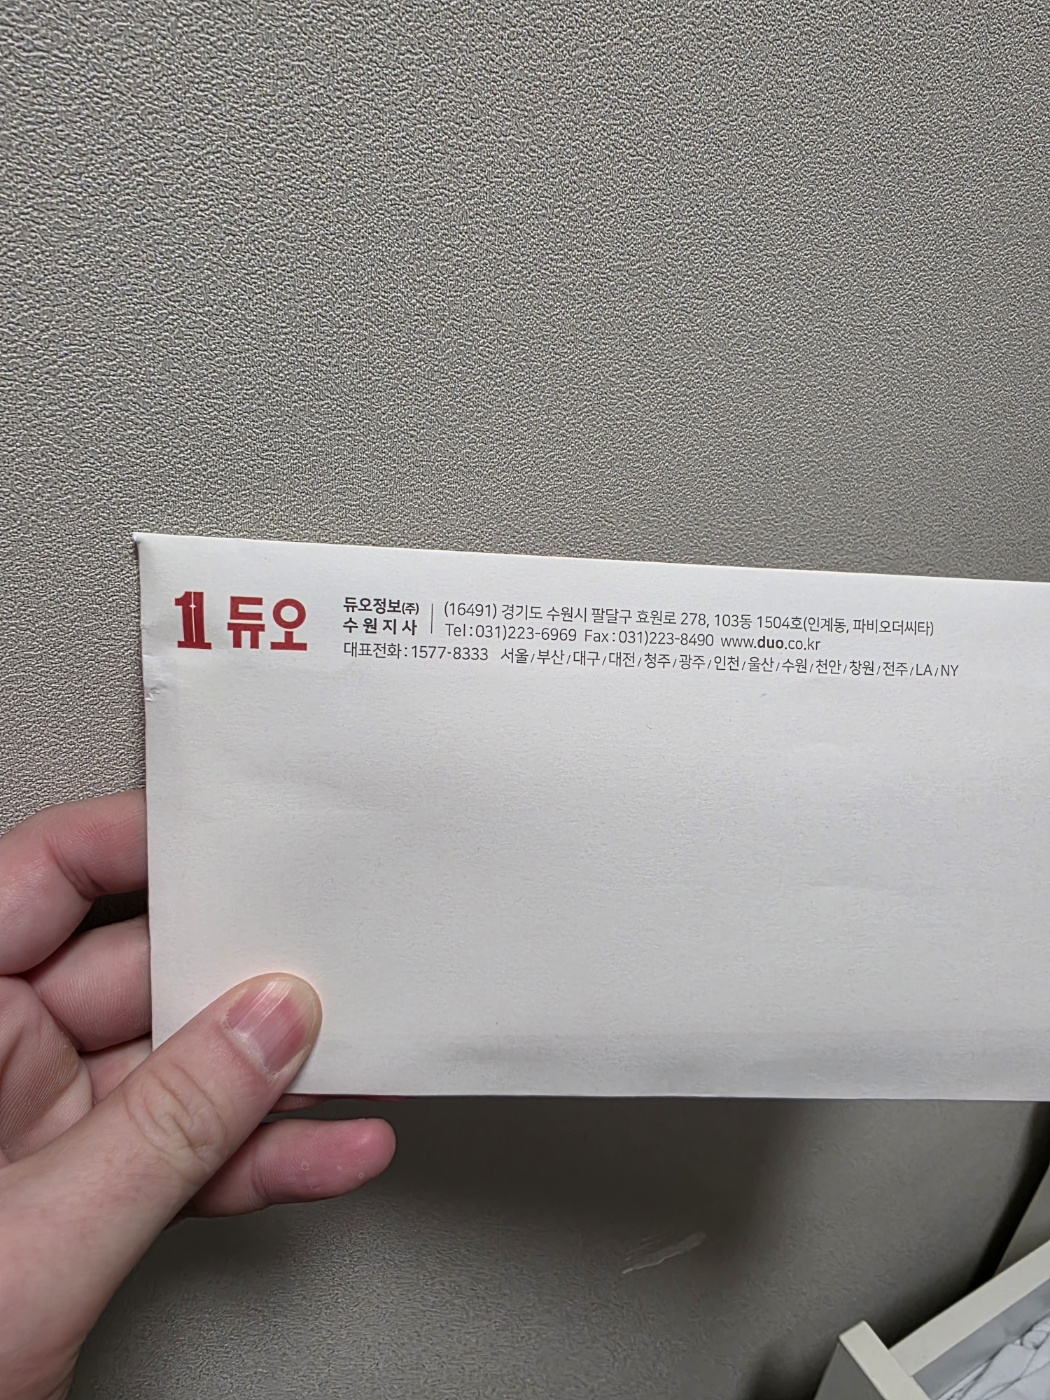 11 듀오
듀오정보(주) 수원지사
(16491) 경기도 수원시 팔달구 효원로 278, 103동 1504호(인계동, 파비오더씨타)
Tel : 031)223-6969 Fax : 031)223-8490 www.duo.co.kr
대표전화 : 1577-8333 서울/부산/대구/대전/청주/광주/인천/울산/수원/천안/창원/전주/LA/NY